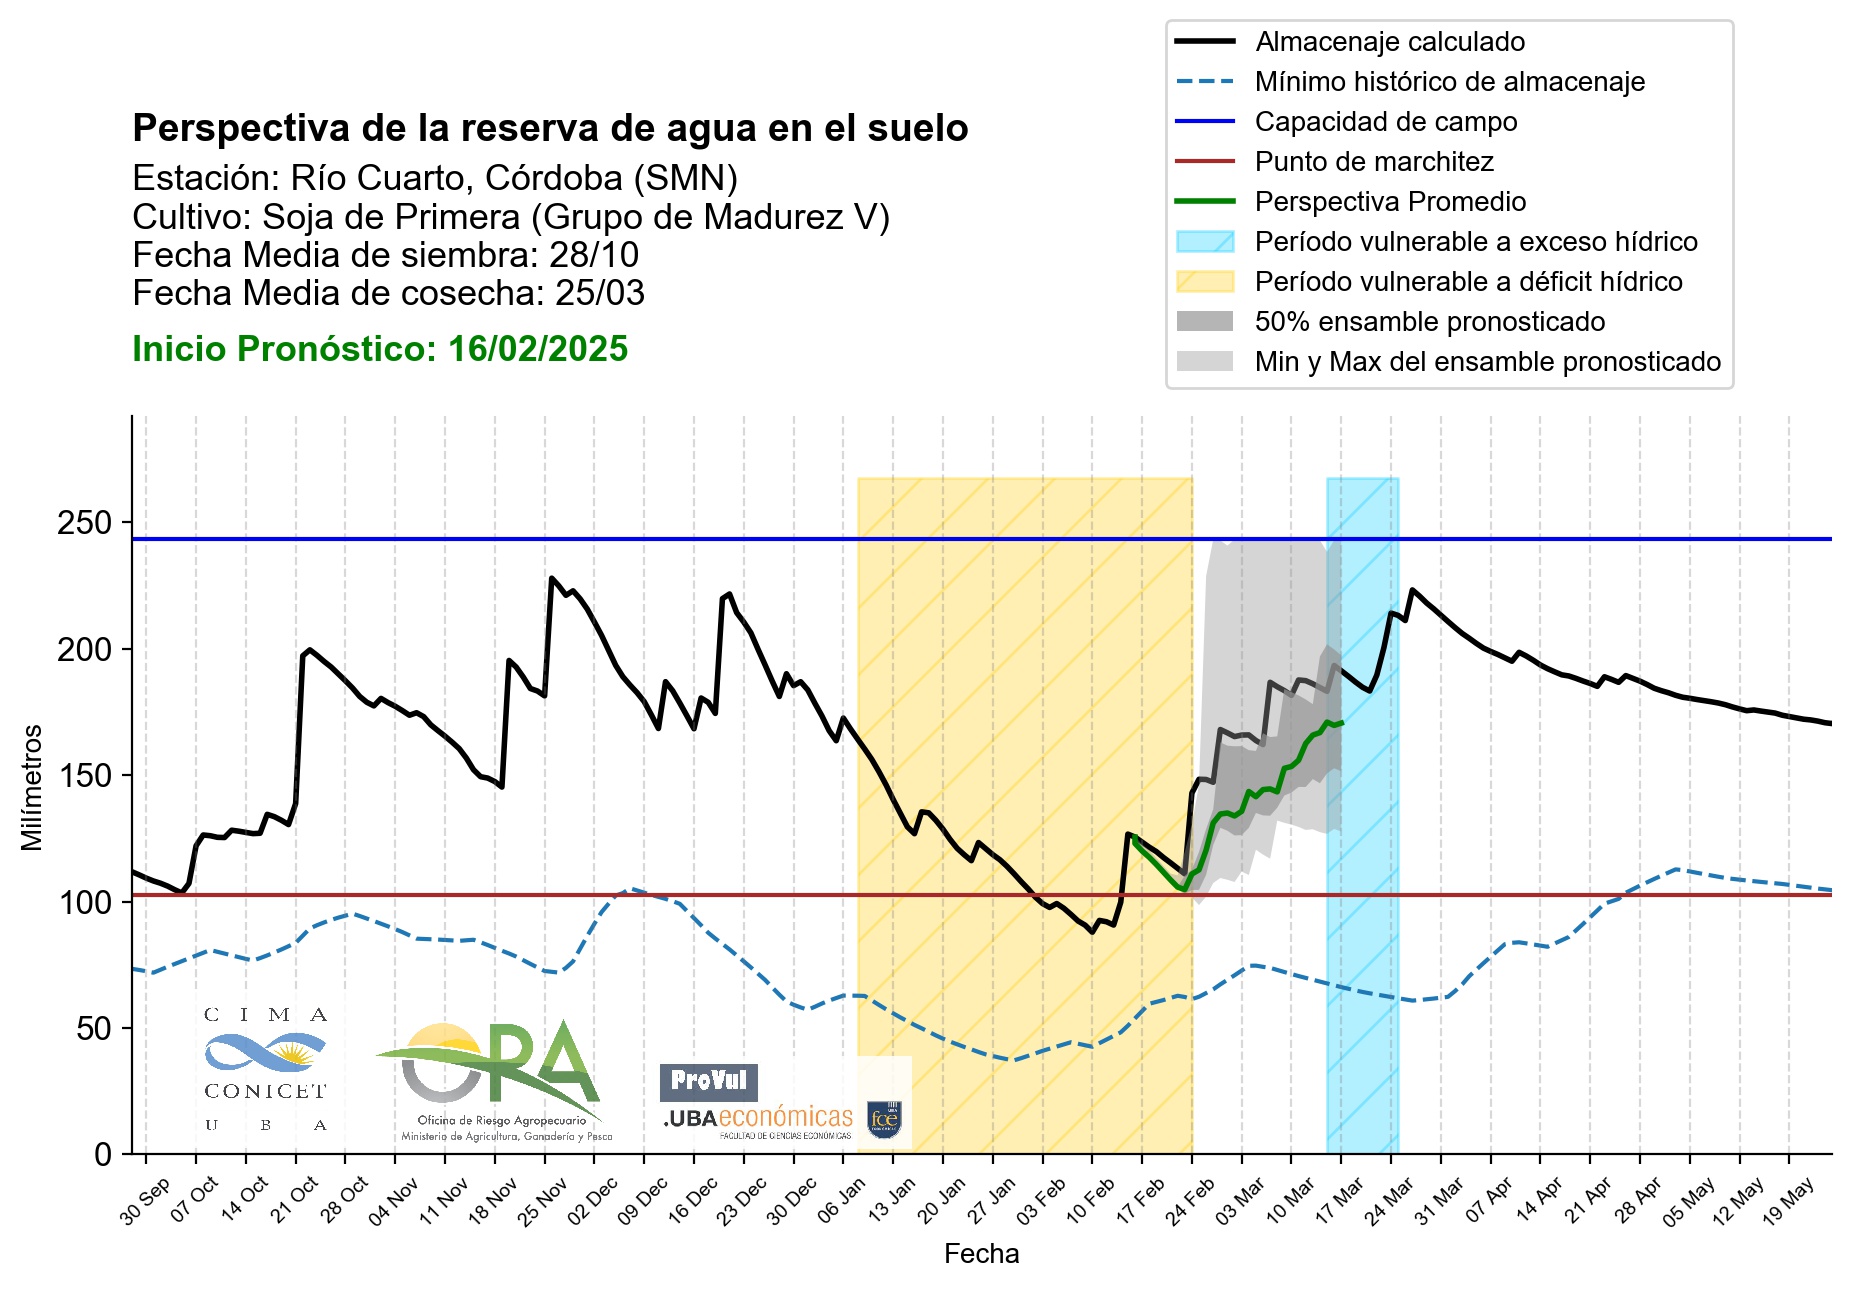 Almacenaje calculado
Mínimo histórico de almacenaje
Capacidad de campo
Punto de marchitez
Perspectiva Promedio
Período vulnerable a exceso hídrico
Período vulnerable a déficit hídrico
50% ensamble pronosticado
Min y Max del ensamble pronosticado
Perspectiva de la reserva de agua en el suelo
Estación: Río Cuarto, Córdoba (SMN)
Cultivo: Soja de Primera (Grupo de Madurez V)
Fecha Media de siembra: 28/10
Fecha Media de cosecha: 25/03
Inicio Pronóstico: 16/02/2025
Milímetros
250
200
150
100
50
0
CIMA
CONICET
UBA
ORA
Oficina de Riesgo Agropecuario
Ministerio de Agricultura, Ganadería y Pesca
ProVul
.UBAeconómicas
FACULTAD DE CIENCIAS ECONÓMICAS
fce
30 Sep
07 Oct
14 Oct
21 Oct
28 Oct
04 Nov
11 Nov
18 Nov
25 Nov
02 Dec
09 Dec
16 Dec
23 Dec
30 Dec
06 Jan
13 Jan
20 Jan
27 Jan
03 Feb
10 Feb
17 Feb
24 Feb
03 Mar
10 Mar
17 Mar
24 Mar
31 Mar
07 Apr
14 Apr
21 Apr
28 Apr
05 May
12 May
19 May
Fecha